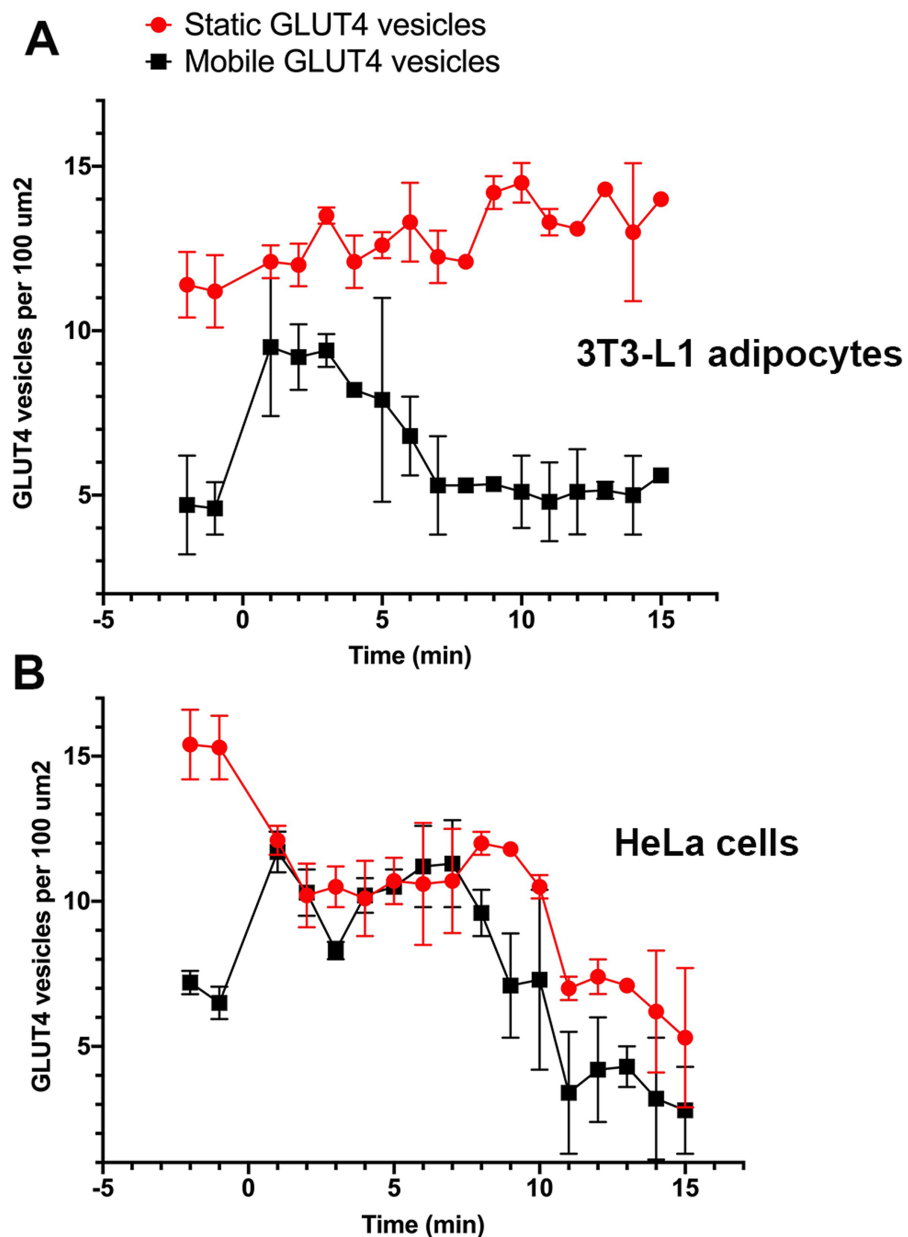 A
Static GLUT4 vesicles
Mobile GLUT4 vesicles
GLUT4 vesicles per 100 um2
15
10
5
3T3-L1 adipocytes
-5 0 5 10 15
Time (min)
B
GLUT4 vesicles per 100 um2
15
10
5
HeLa cells
-5 0 5 10 15
Time (min)